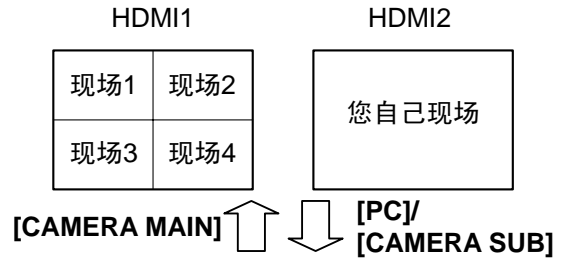 HDMI1 HDMI2
现场1 现场2
您自己现场
现场3 现场4
[CAMERA MAIN]
[PC]/
[CAMERA SUB]